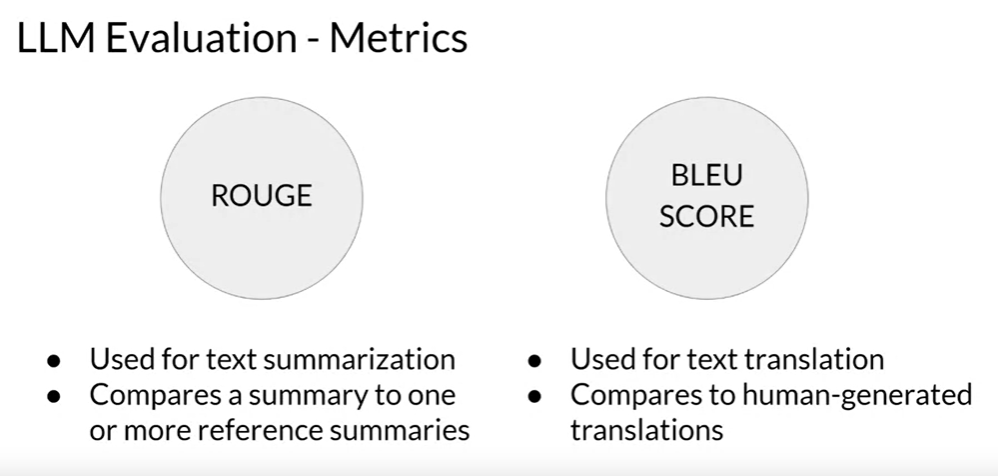 LLM Evaluation - Metrics
ROUGE
BLEU
SCORE
● Used for text summarization
● Compares a summary to one
or more reference summaries
● Used for text translation
● Compares to human-generated
translations